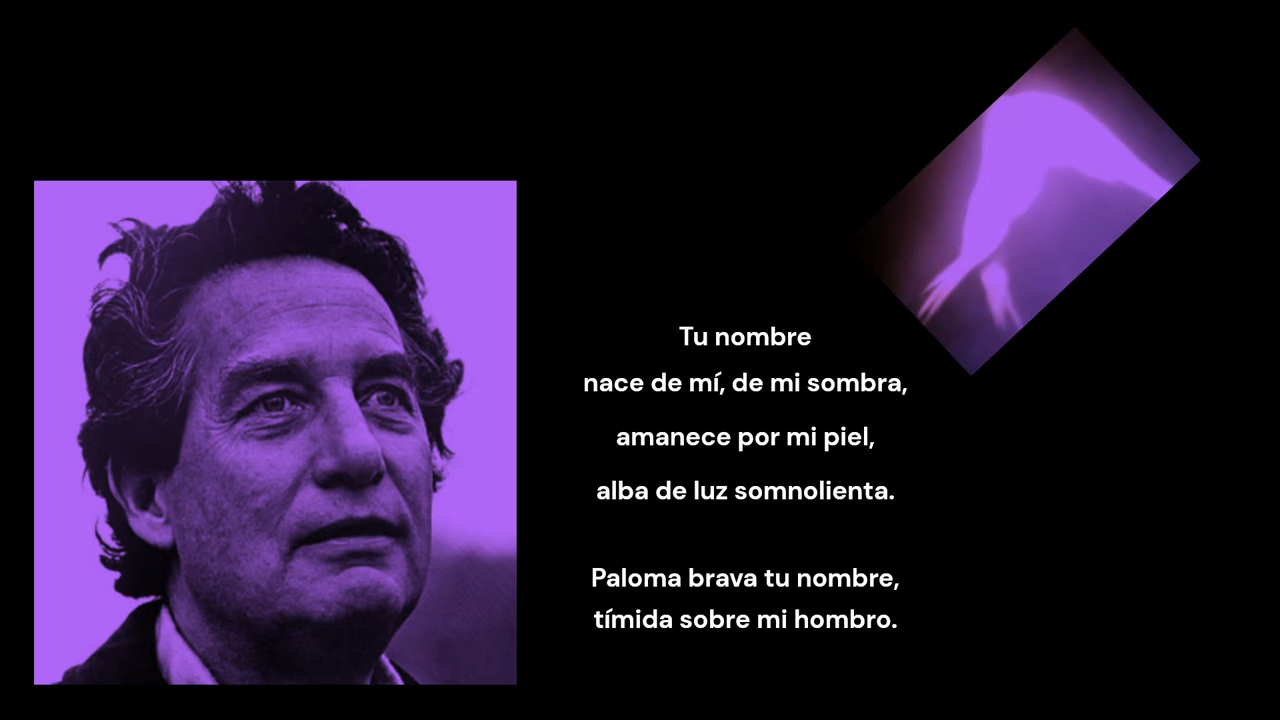 Tu nombre
nace de mí, de mi sombra,
amanece por mi piel,
alba de luz somnolienta.
Paloma brava tu nombre,
tímida sobre mi hombro.